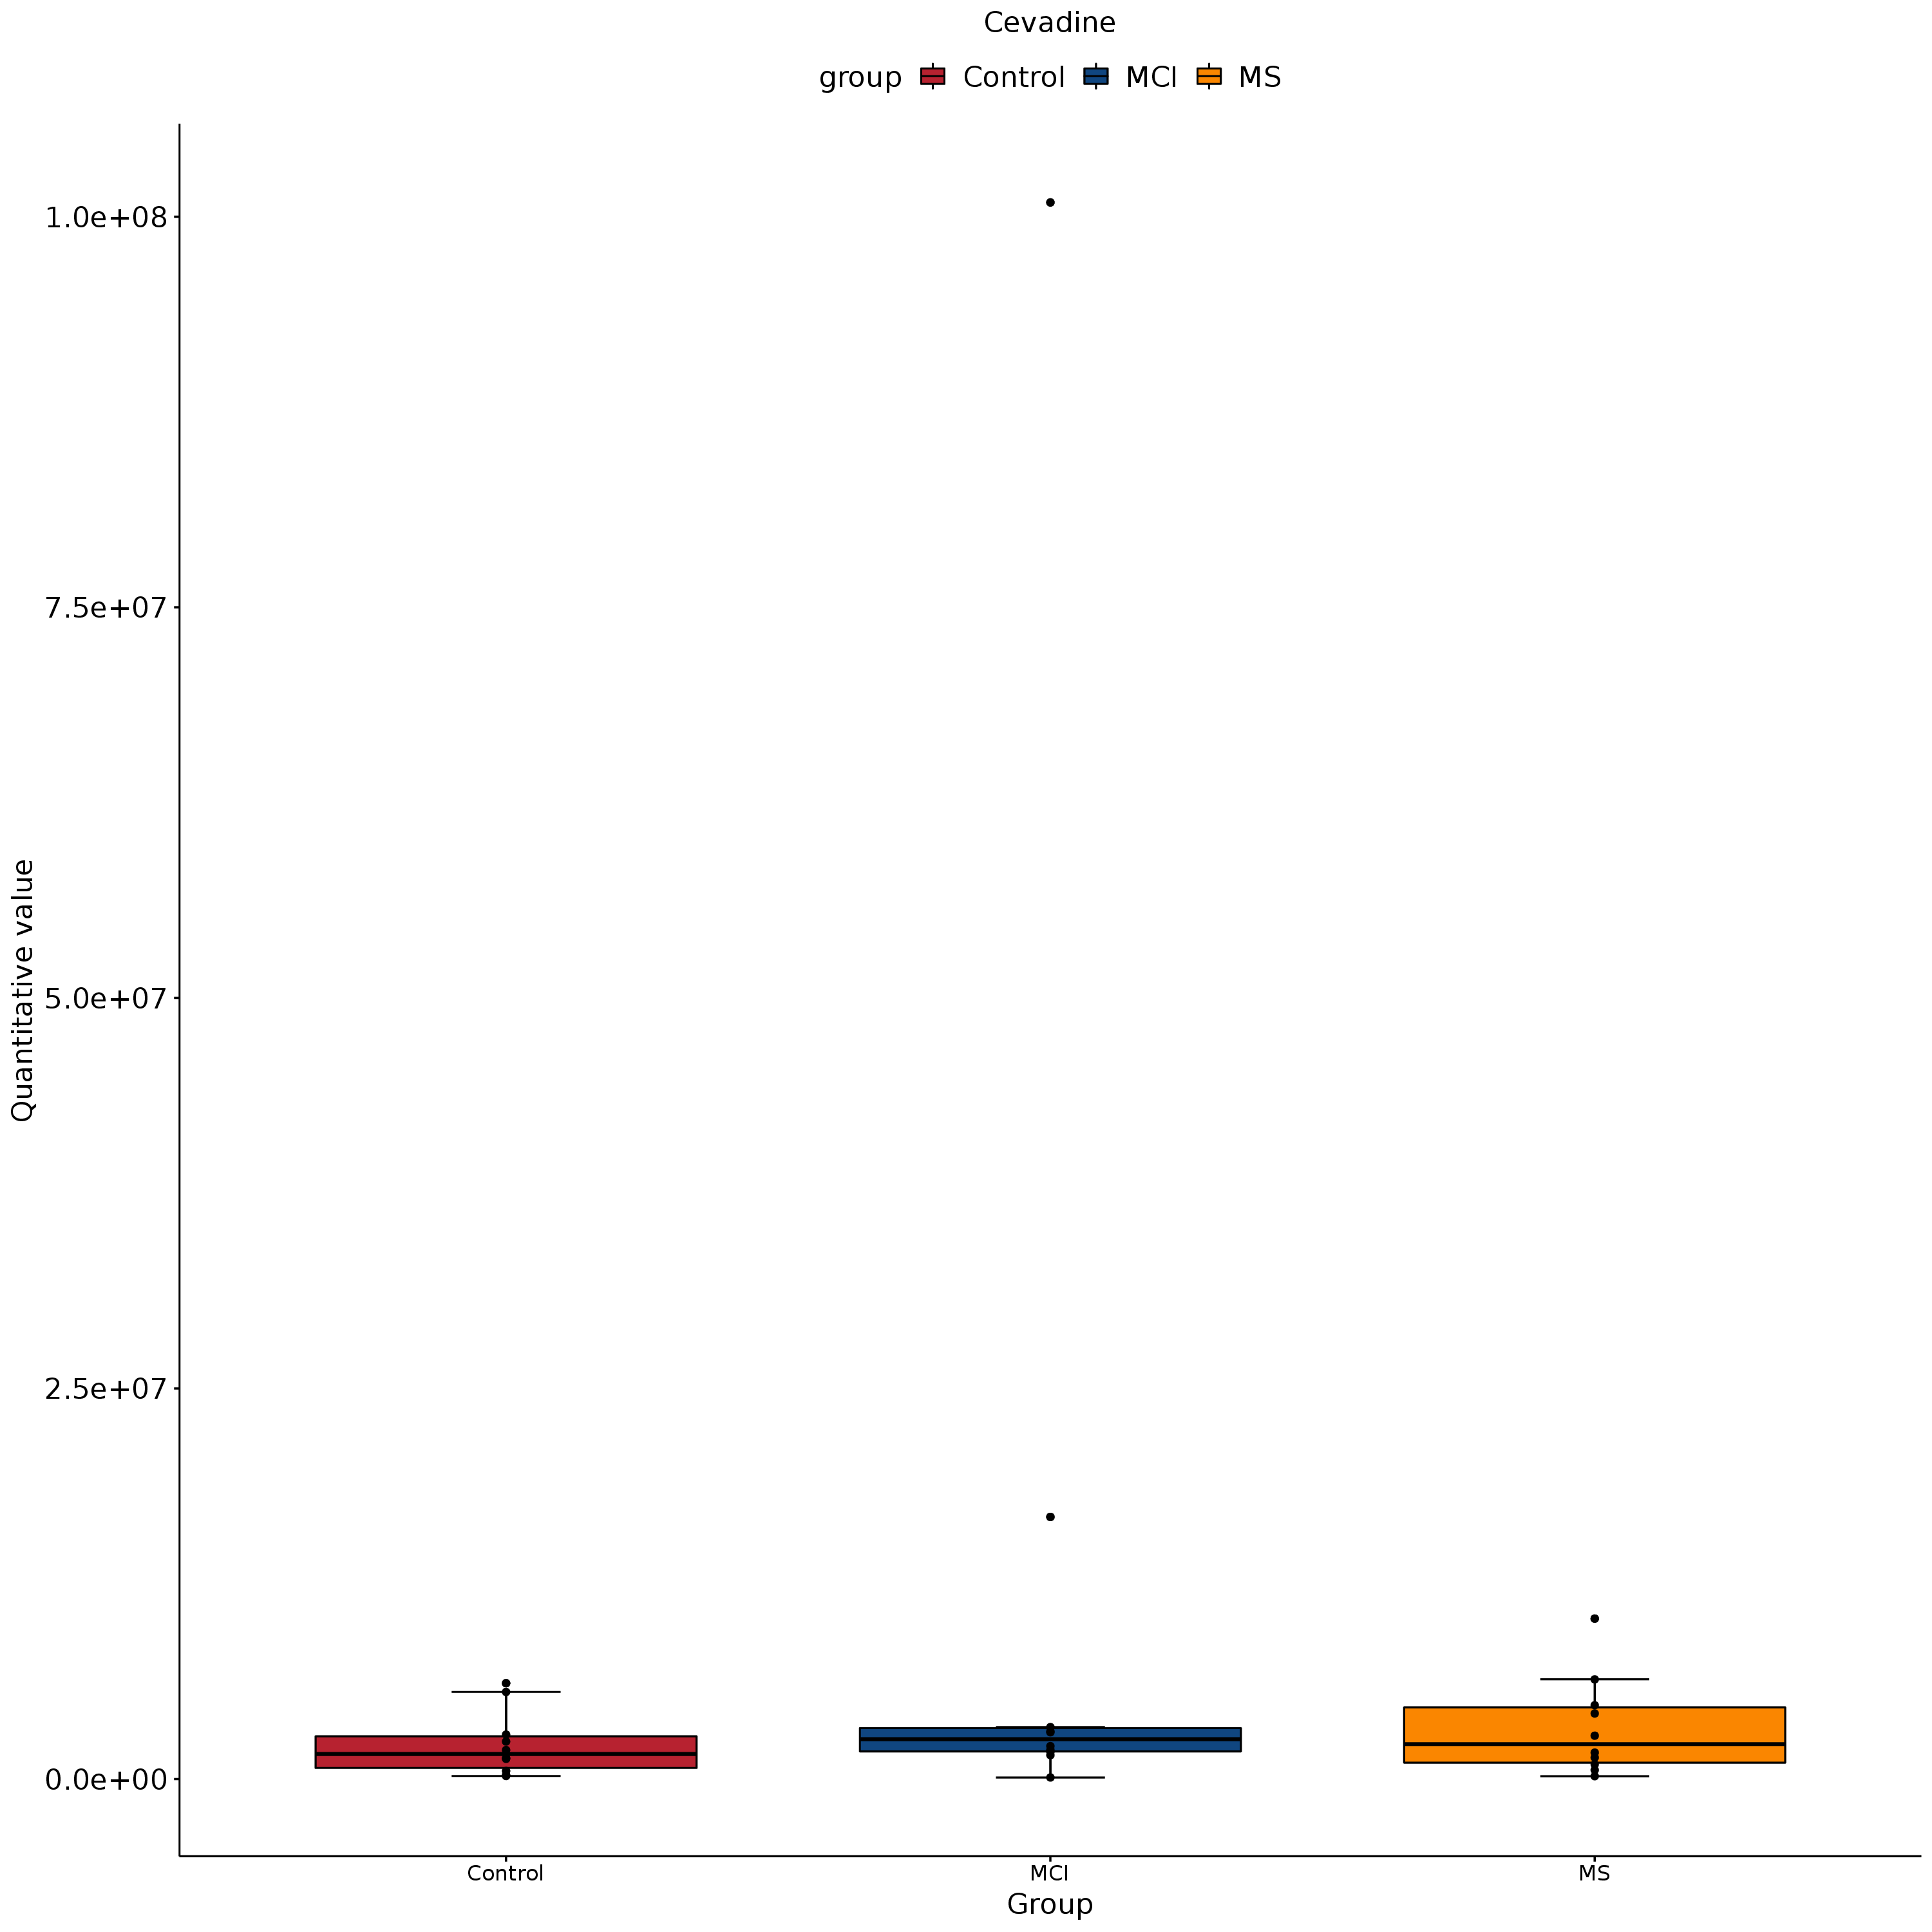 Cevadine
group Control MCI MS
Quantitative value
1.0e+08
7.5e+07
5.0e+07
2.5e+07
0.0e+00
Control MCI MS
Group